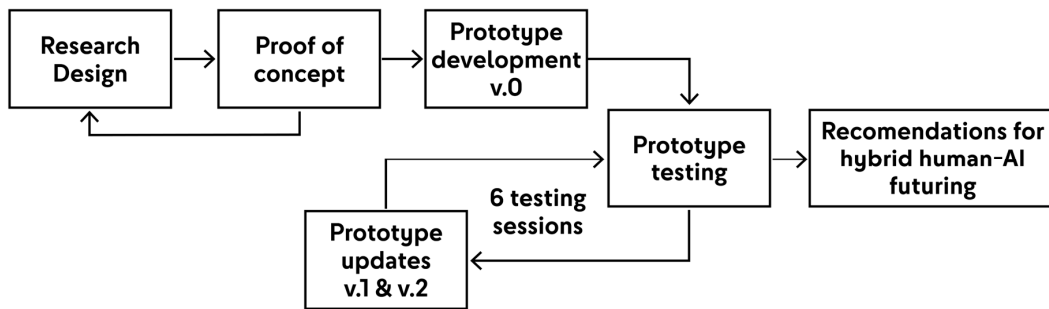 Research
Design
Proof of
concept
Prototype
development
v.0
Prototype
testing
Recomendations for
hybrid human-AI
futuring
6 testing
sessions
Prototype
updates
v.1 & v.2